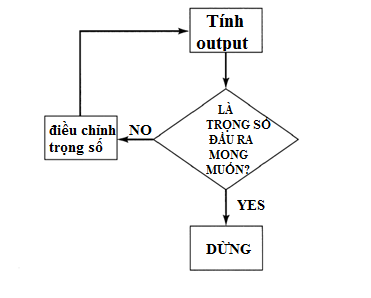 Tính
output
LÀ
TRỌNG SỐ
ĐẦU RA
MONG
MUỐN?
NO
điều chỉnh
trọng số
YES
DỪNG